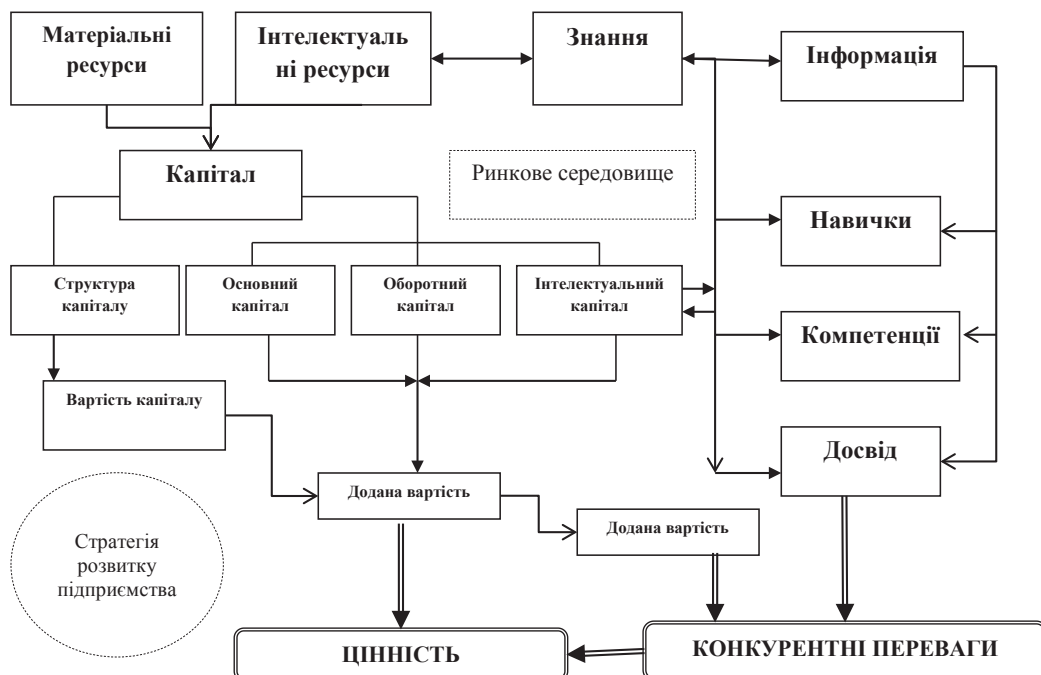 Матеріальні
ресурси
Інтелектуаль
ні ресурси
Знання
Інформація
Капітал
Ринкове середовище
Навички
Структура
капіталу
Основний
капітал
Оборотний
капітал
Інтелектуальний
капітал
Компетенції
Вартість капіталу
Досвід
Додана вартість
Додана вартість
Стратегія
розвитку
підприємства
ЦІННІСТЬ
КОНКУРЕНТНІ ПЕРЕВАГИ